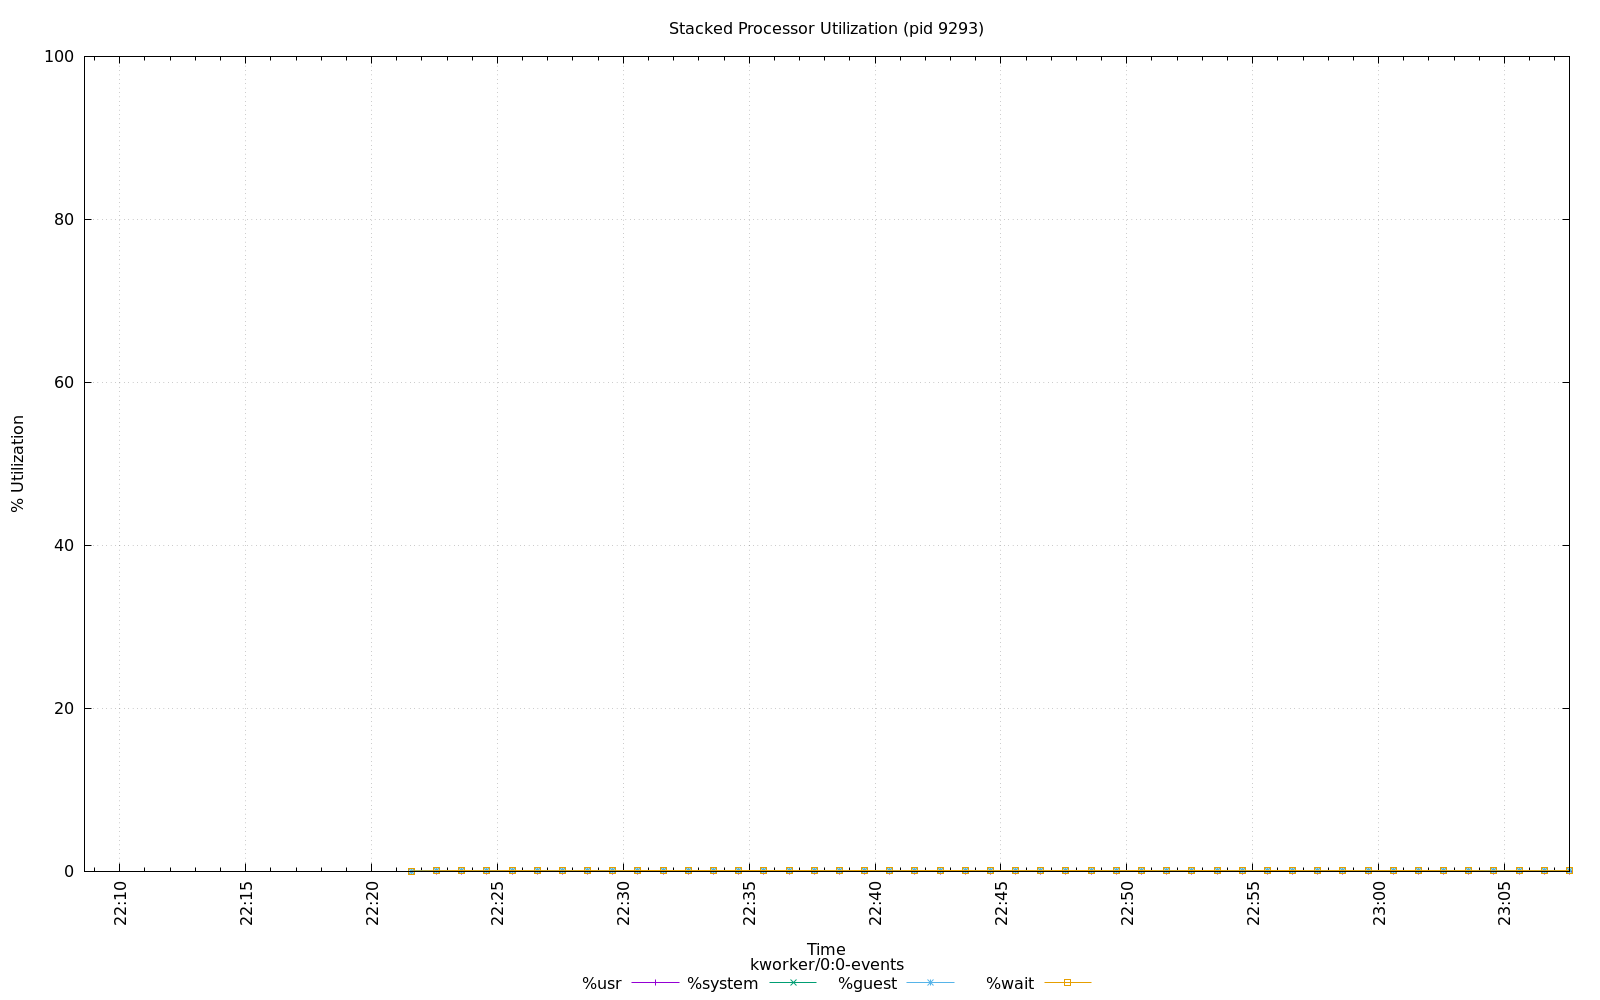 Stacked Processor Utilization (pid 9293)
100
80
60
40
20
0
% Utilization
22:10 22:15 22:20 22:25 22:30 22:35 22:40 22:45 22:50 22:55 23:00 23:05
Time
kworker/0:0-events
%usr %system %guest %wait